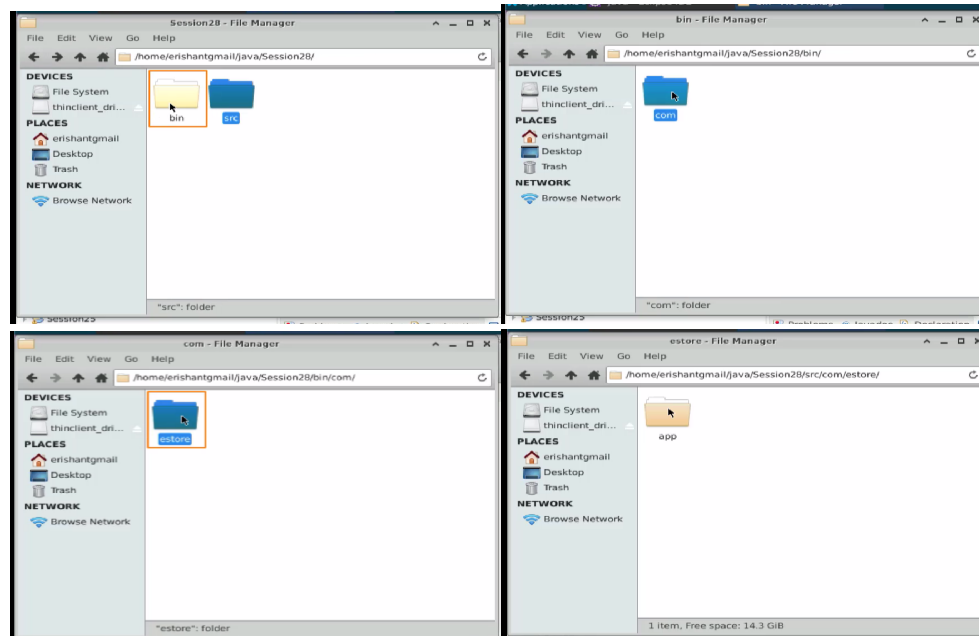 Session28 - File Manager
File Edit View Go Help
/home/erishantgmail/java/Session28/
DEVICES
File System
thinclient_dri...
PLACES
erishantgmail
Desktop
Trash
NETWORK
Browse Network
bin
src
"src": folder
Session25
bin - File Manager
File Edit View Go Help
/home/erishantgmail/java/Session28/bin/
DEVICES
File System
thinclient_dri...
PLACES
erishantgmail
Desktop
Trash
NETWORK
Browse Network
com
"com": folder
Session25
com - File Manager
File Edit View Go Help
/home/erishantgmail/java/Session28/bin/com/
DEVICES
File System
thinclient_dri...
PLACES
erishantgmail
Desktop
Trash
NETWORK
Browse Network
estore
"estore": folder
estore - File Manager
File Edit View Go Help
/home/erishantgmail/java/Session28/src/com/estore/
DEVICES
File System
thinclient_dri...
PLACES
erishantgmail
Desktop
Trash
NETWORK
Browse Network
app
1 item, Free space: 14.3 GiB